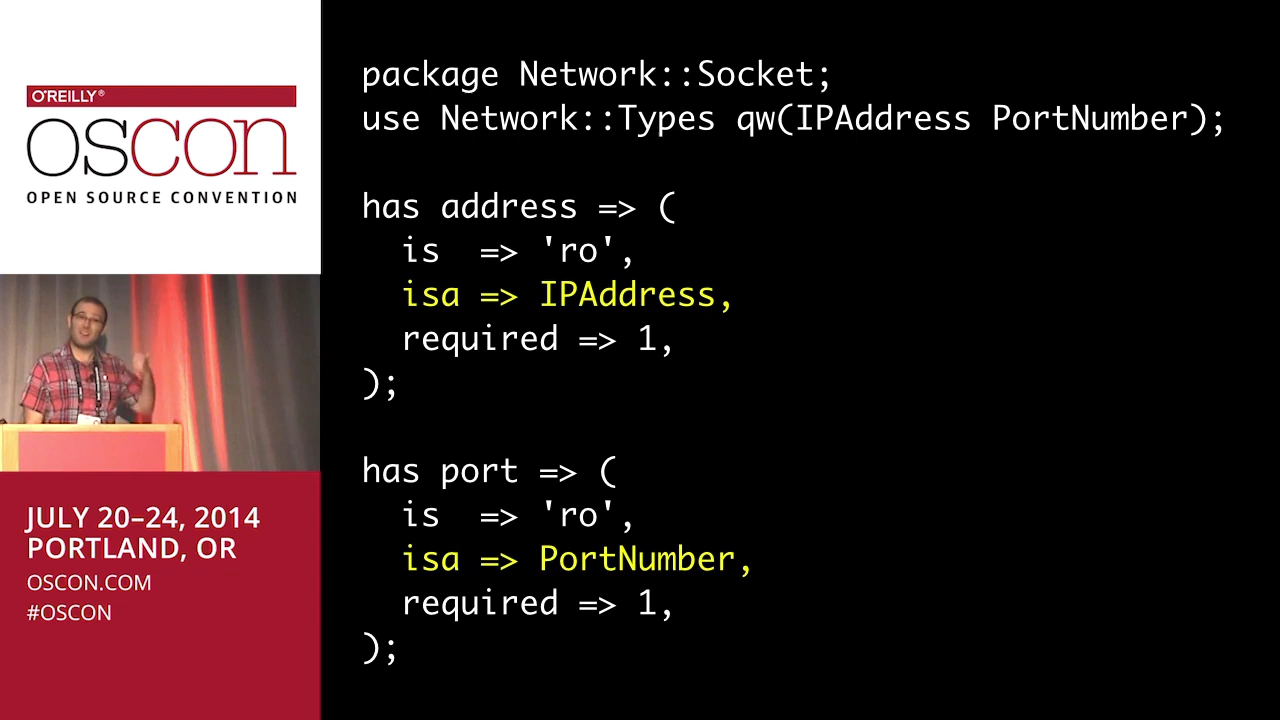 O'REILLY®
OSCON
OPEN SOURCE CONVENTION
JULY 20–24, 2014
PORTLAND, OR
OSCON.COM
#OSCON
package Network::Socket;
use Network::Types qw(IPAddress PortNumber);
has address => (
  is  => 'ro',
  isa => IPAddress,
  required => 1,
);
has port => (
  is  => 'ro',
  isa => PortNumber,
  required => 1,
);